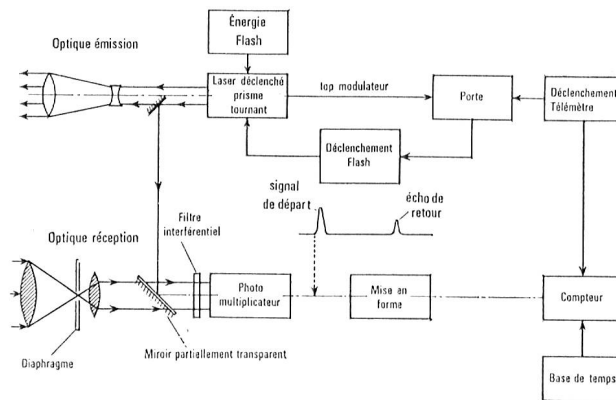 Énergie
Flash
Optique émission
Laser déclenché
prisme
tournant
top modulateur
Porte
Déclenchement
Télémètre
Déclenchement
Flash
signal
de départ
écho de
retour
Filtre
interférentiel
Optique réception
Photo
multiplicateur
Mise en
forme
Compteur
Miroir partiellement transparent
Diaphragme
Base de temps